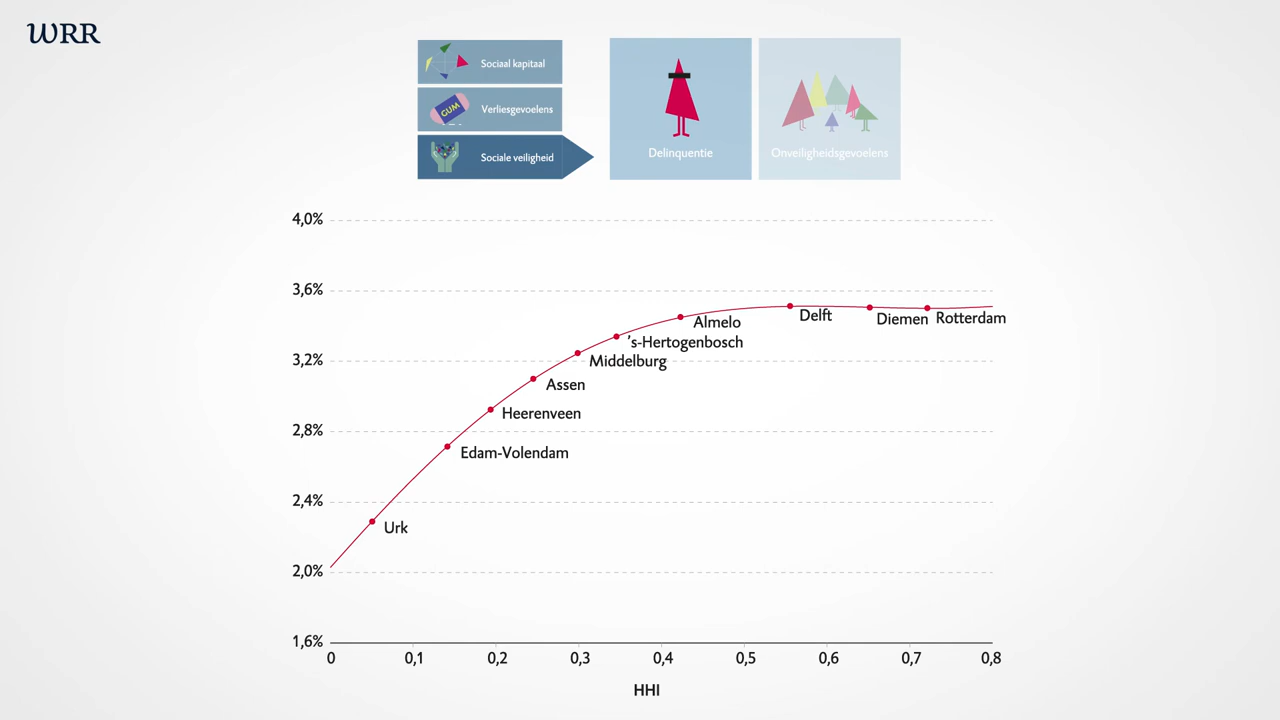 WRR
Sociaal kapitaal
GUM
Verliesgevoelens
Sociale veiligheid
Delinquentie
Onveiligheidsgevoelens
4,0%
3,6%
3,2%
2,8%
2,4%
2,0%
1,6%
Urk
Edam-Volendam
Heerenveen
Assen
Middelburg
's-Hertogenbosch
Almelo
Delft
Diemen
Rotterdam
0
0,1
0,2
0,3
0,4
0,5
0,6
0,7
0,8
HHI